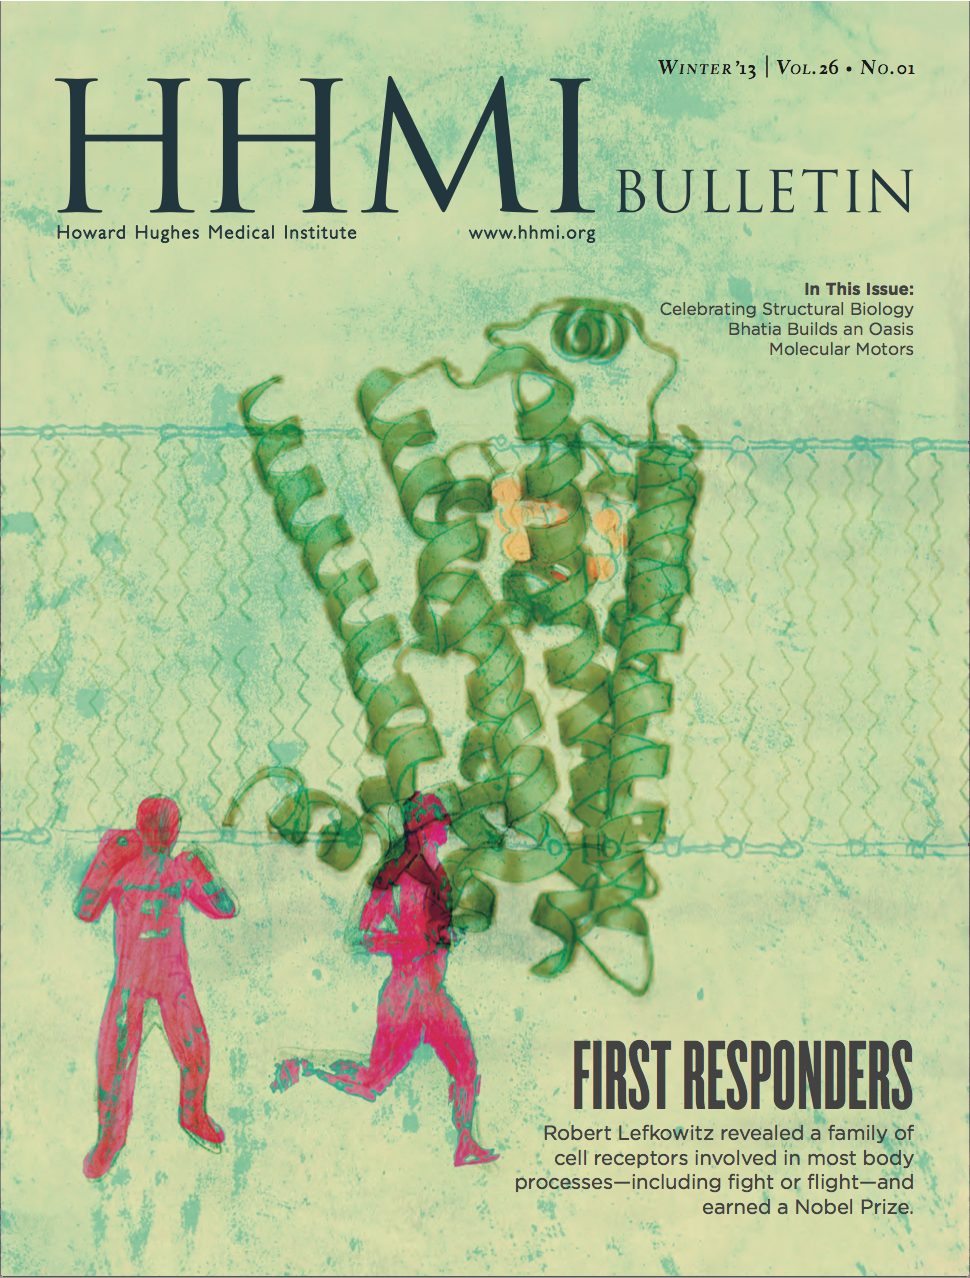 WINTER '13 | VOL. 26 • NO. 01
HHMI BULLETIN
Howard Hughes Medical Institute www.hhmi.org
In This Issue:
Celebrating Structural Biology
Bhatia Builds an Oasis
Molecular Motors
FIRST RESPONDERS
Robert Lefkowitz revealed a family of
cell receptors involved in most body
processes—including fight or flight—and
earned a Nobel Prize.